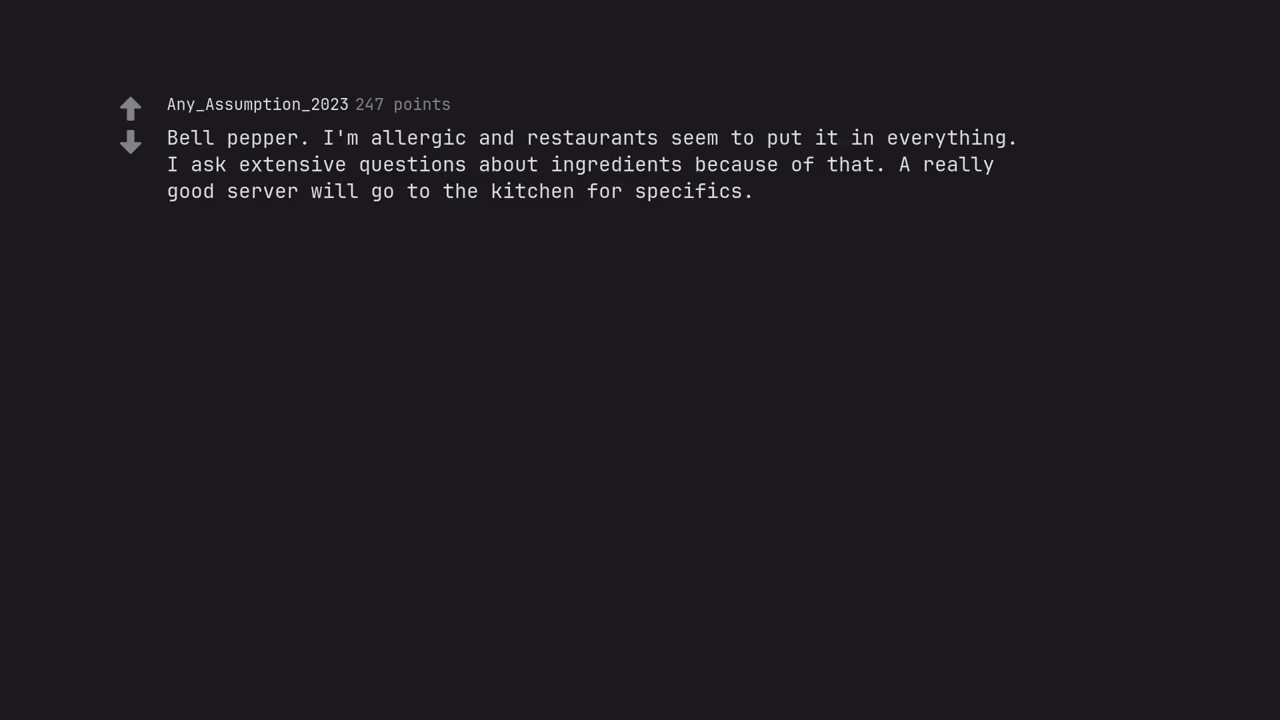 Any_Assumption_2023 247 points
Bell pepper. I'm allergic and restaurants seem to put it in everything.
I ask extensive questions about ingredients because of that. A really
good server will go to the kitchen for specifics.